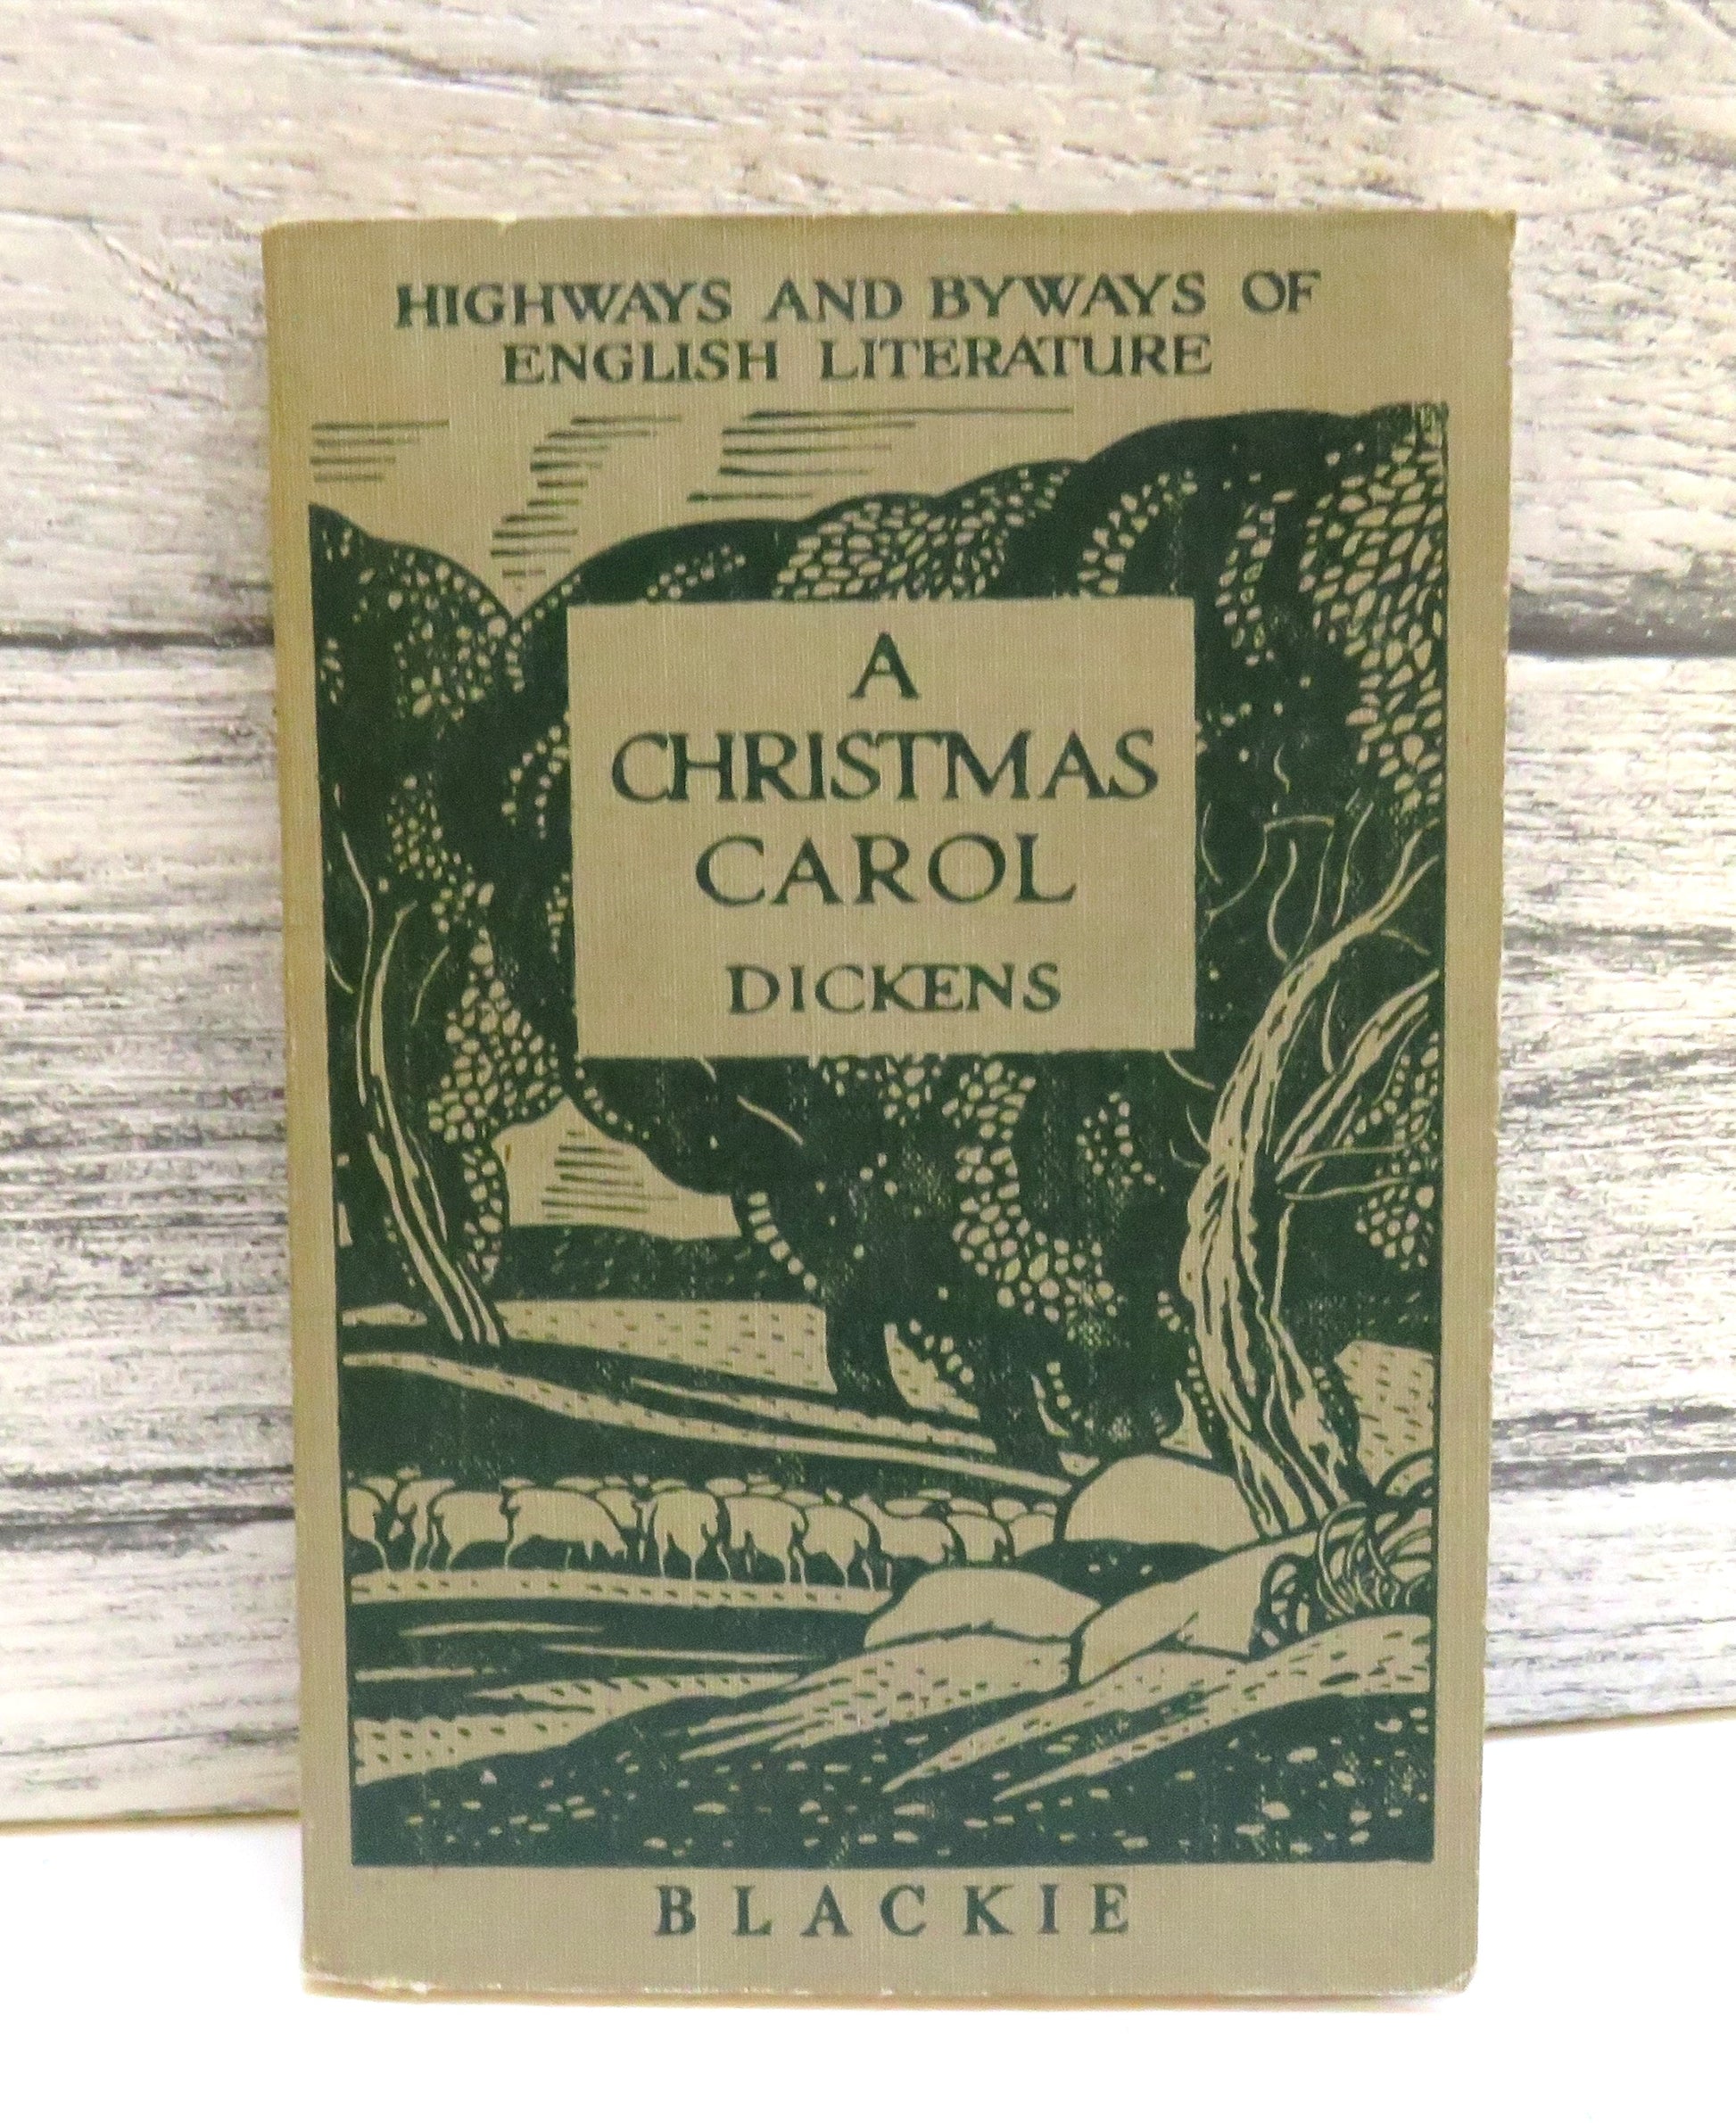 HIGHWAYS AND BYWAYS OF
ENGLISH LITERATURE
A
CHRISTMAS
CAROL
DICKENS
BLACKIE